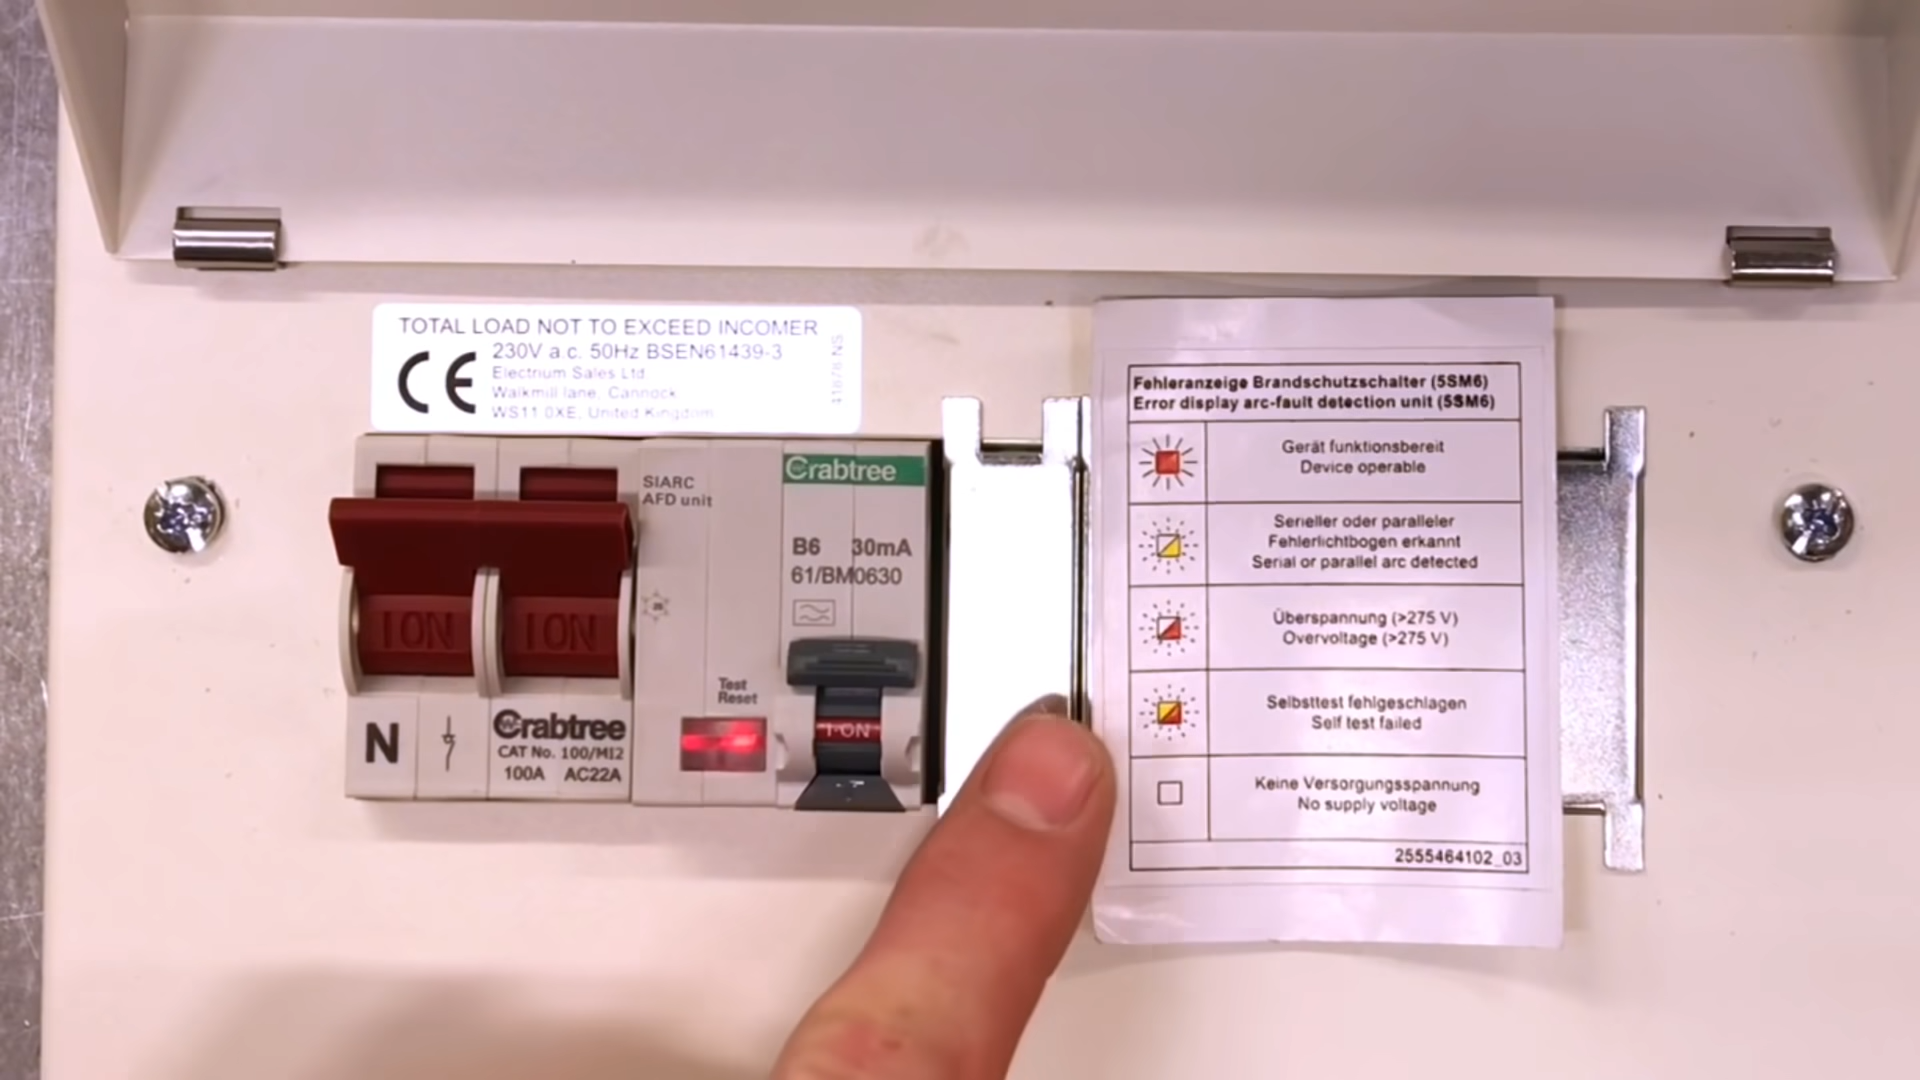 TOTAL LOAD NOT TO EXCEED INCOMER
CE
230V a.c. 50Hz BSEN61439-3
Electrium Sales Ltd
Walkmill lane, Cannock
WS11 0XE, United Kingdom
41878 NS
I ON
I ON
N
Crabtree
CAT No. 100/MI2
100A AC22A
SIARC
AFD unit
Test
Reset
Crabtree
B6 30mA
61/BM0630
I·ON
Fehleranzeige Brandschutzschalter (5SM6)
Error display arc-fault detection unit (5SM6)
Gerät funktionsbereit
Device operable
Serieller oder paralleler
Fehlerlichtbogen erkannt
Serial or parallel arc detected
Überspannung (>275 V)
Overvoltage (>275 V)
Selbsttest fehlgeschlagen
Self test failed
Keine Versorgungsspannung
No supply voltage
2555464102_03